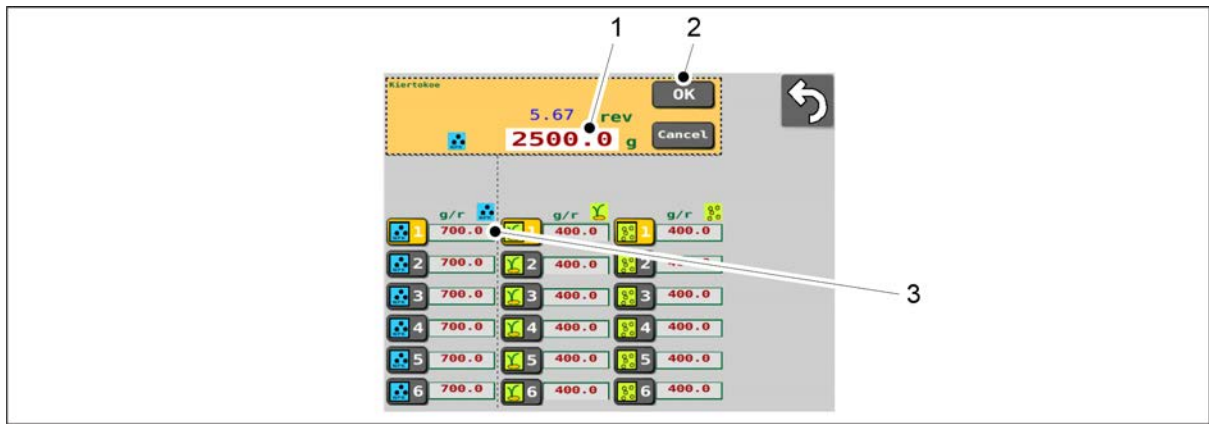 1 2
Kiertokoe
OK
5.67 rev
2500.0 g Cancel
g/r g/r g/r
1 700.0 1 400.0 1 400.0
2 700.0 2 400.0 2
3 700.0 3 400.0 3 400.0
3
4 700.0 4 400.0 4 400.0
5 700.0 5 400.0 5 400.0
6 700.0 6 400.0 6 400.0